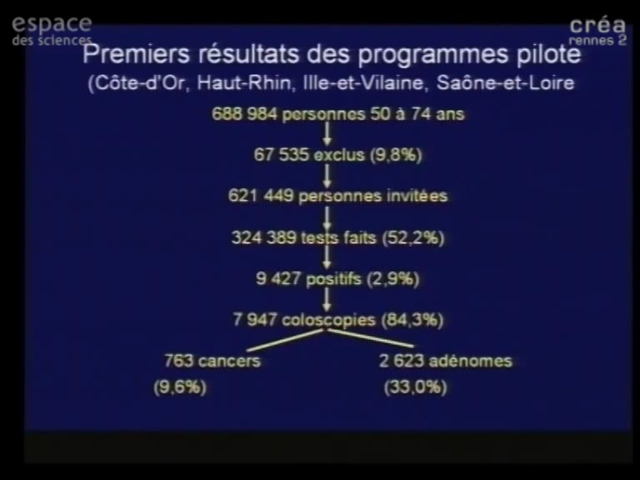 espace
des sciences
créa
rennes 2
Premiers résultats des programmes pilote
(Côte-d'Or, Haut-Rhin, Ille-et-Vilaine, Saône-et-Loire
688 984 personnes 50 à 74 ans
67 535 exclus (9,8%)
621 449 personnes invitées
324 389 tests faits (52,2%)
9 427 positifs (2,9%)
7 947 coloscopies (84,3%)
763 cancers
2 623 adénomes
(9,6%)
(33,0%)